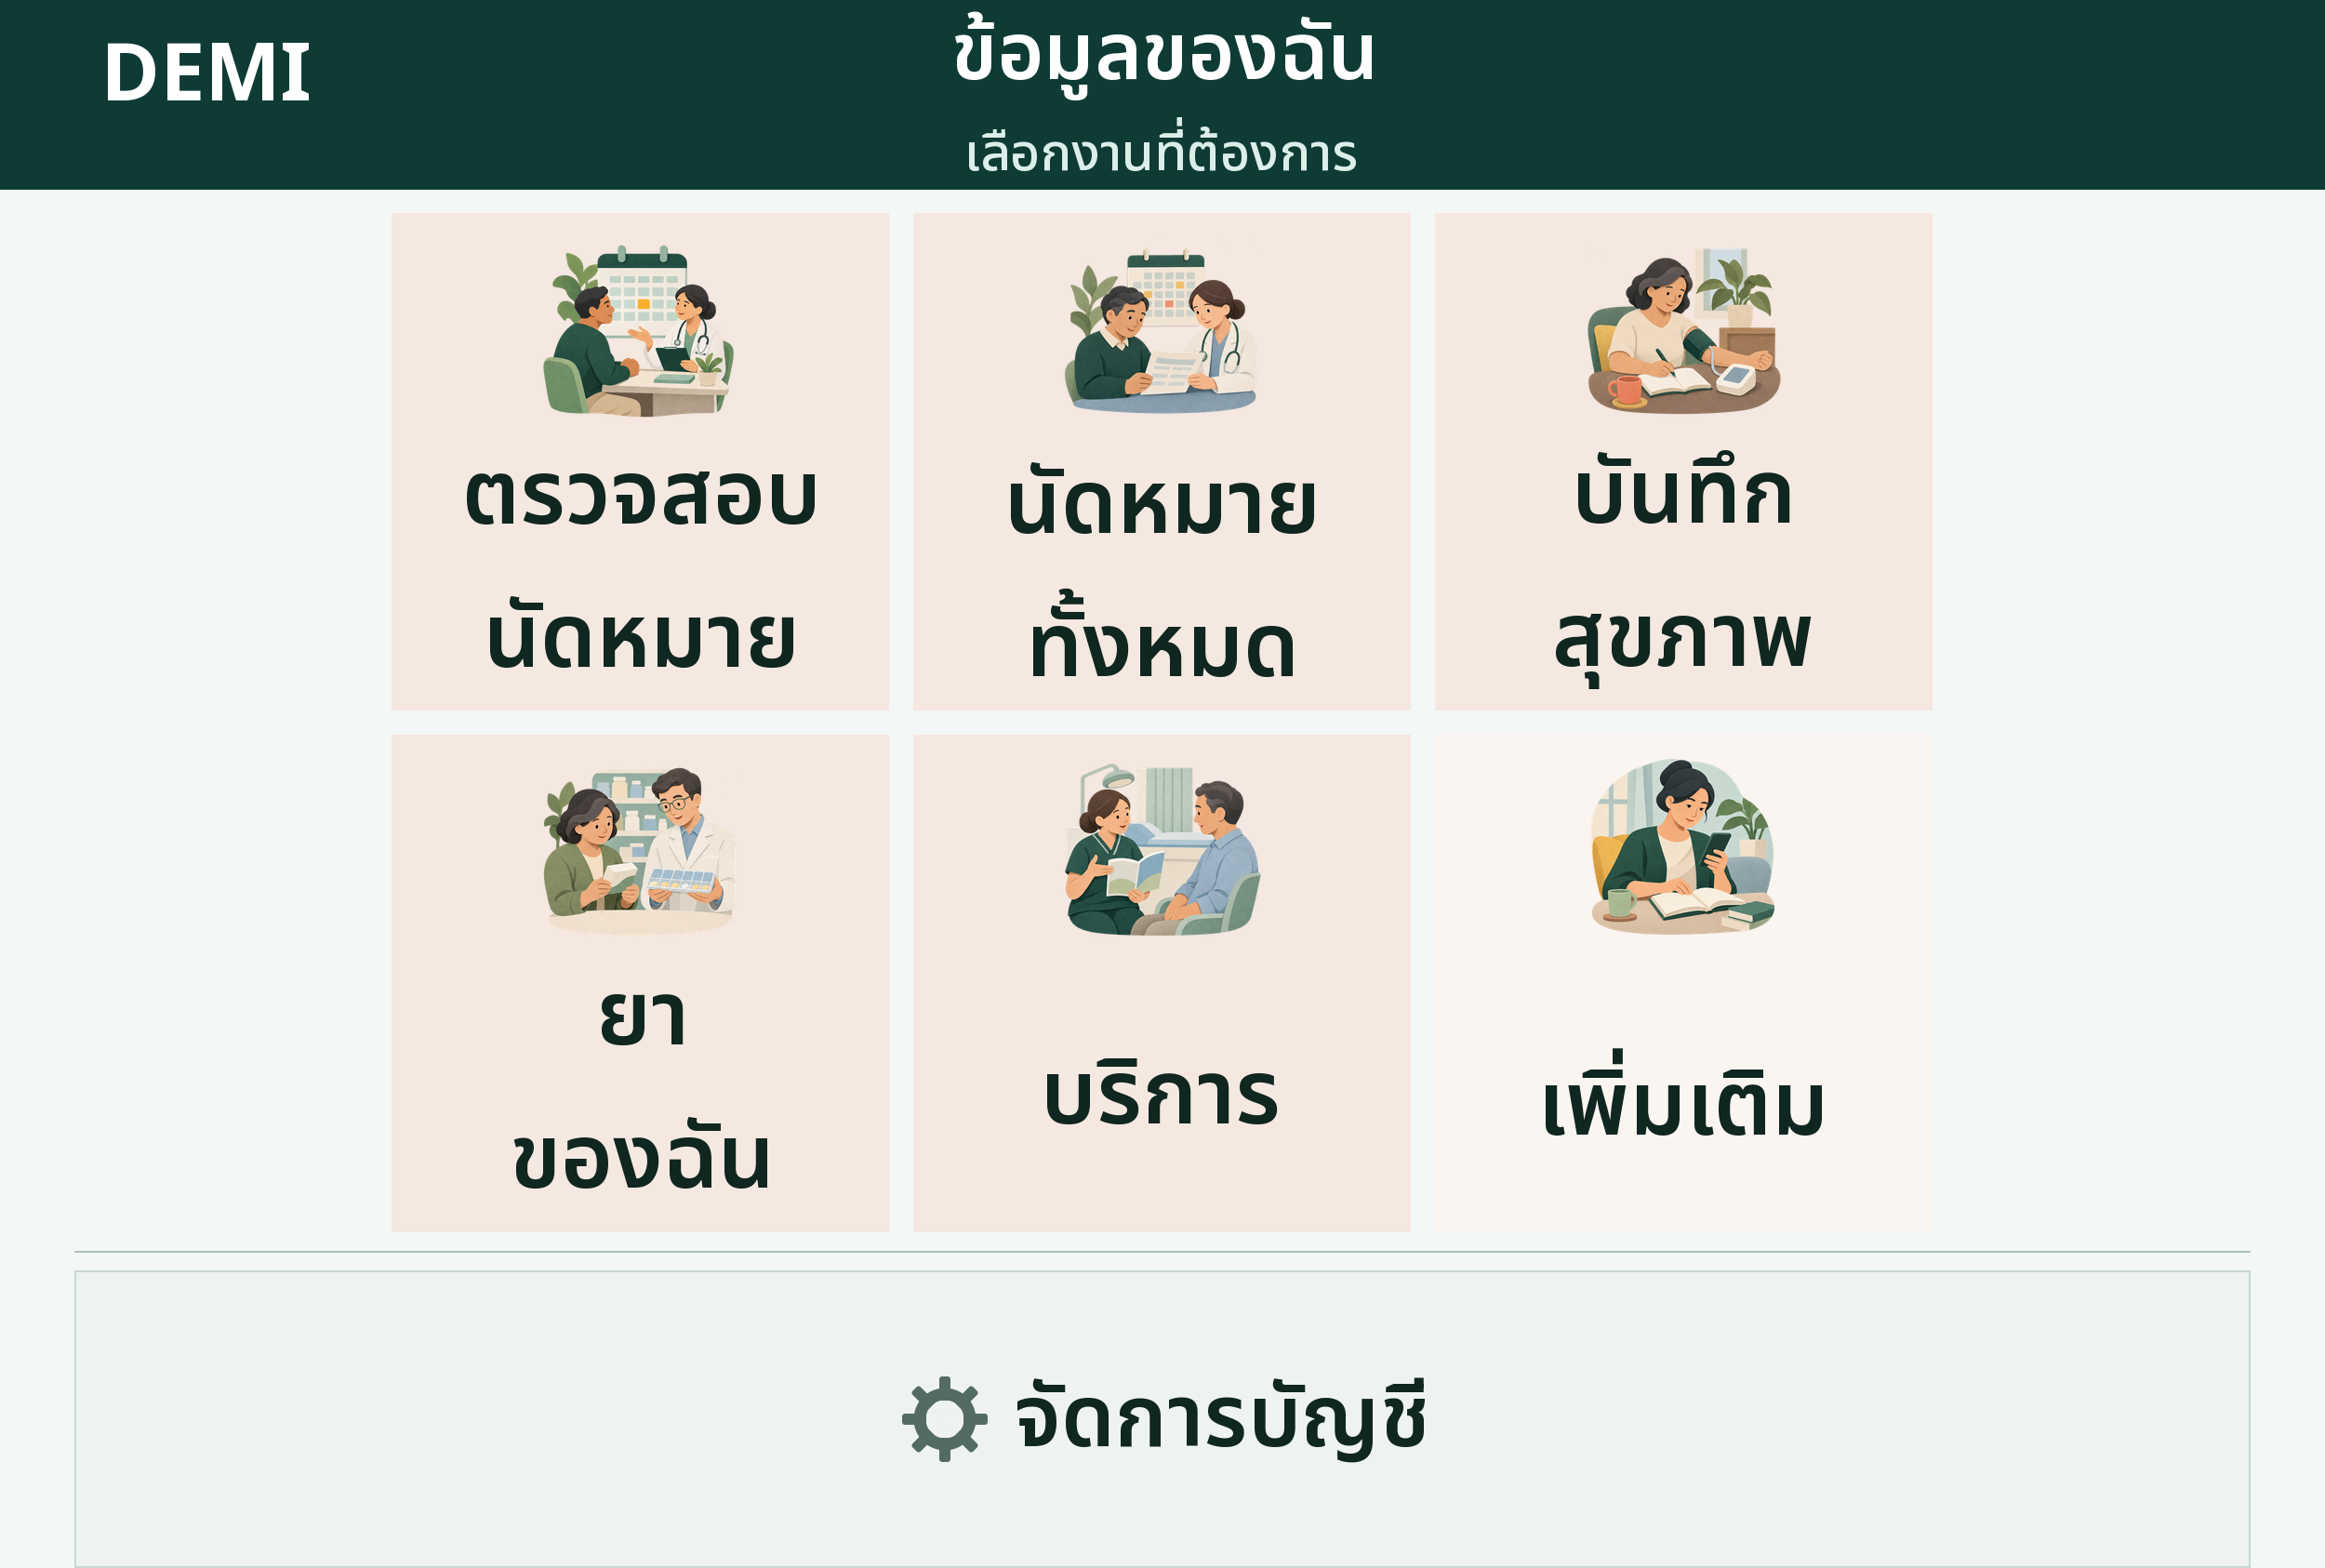 DEMI
ข้อมูลของฉัน
เลือกงานที่ต้องการ
ตรวจสอบ
นัดหมาย
นัดหมาย
ทั้งหมด
บันทึก
สุขภาพ
ยา
ของฉัน
บริการ
เพิ่มเติม
จัดการบัญชี